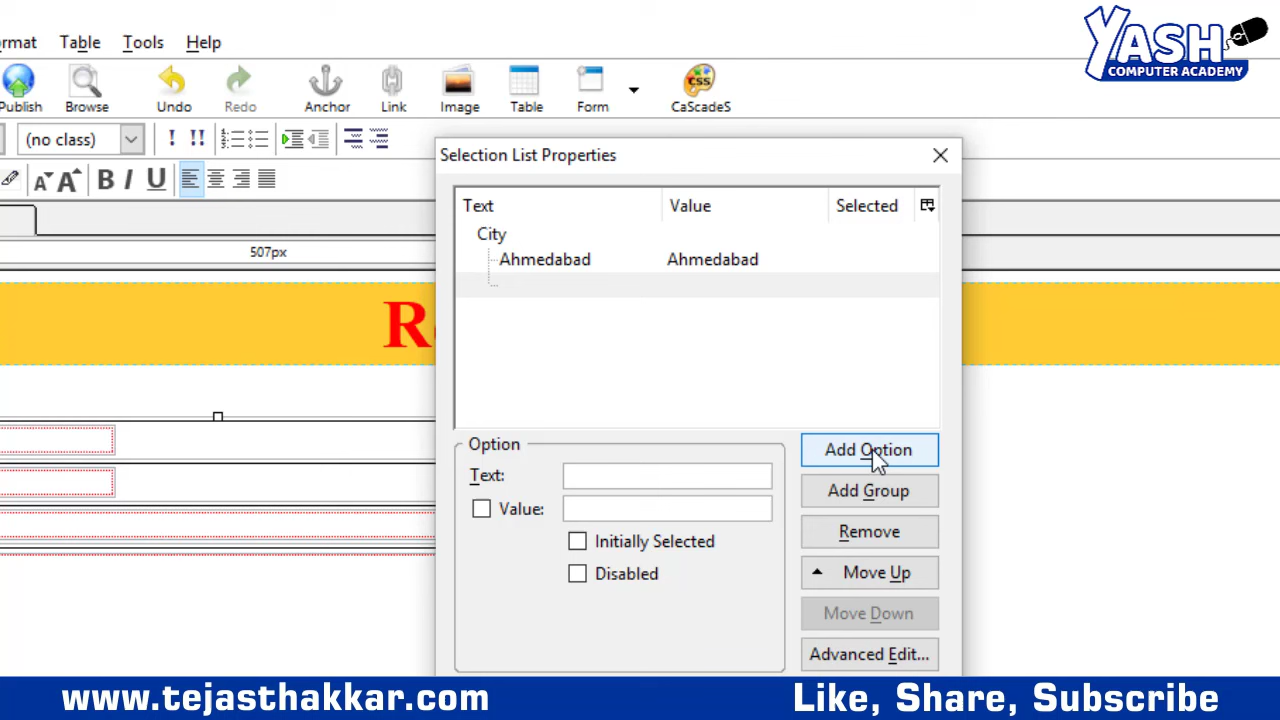 YASH
COMPUTER ACADEMY
rmat Table Tools Help
Publish Browse Undo Redo Anchor Link Image Table Form CaScadeS
CSS
(no class) ! !!
A A B I U
Selection List Properties
507px
Text Value Selected
City
Ahmedabad Ahmedabad
R
Option
Text:
Value:
Initially Selected
Disabled
Add Option
Add Group
Remove
Move Up
Move Down
Advanced Edit...
www.tejasthakkar.com Like, Share, Subscribe